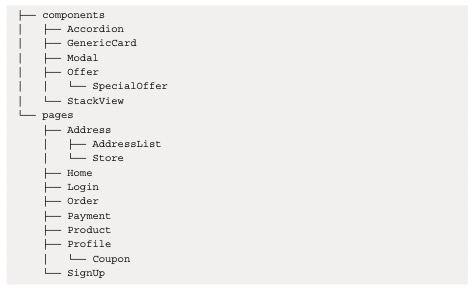 ├── components
│   ├── Accordion
│   ├── GenericCard
│   ├── Modal
│   ├── Offer
│   │   └── SpecialOffer
│   └── StackView
└── pages
    ├── Address
    │   ├── AddressList
    │   └── Store
    ├── Home
    ├── Login
    ├── Order
    ├── Payment
    ├── Product
    ├── Profile
    │   └── Coupon
    └── SignUp